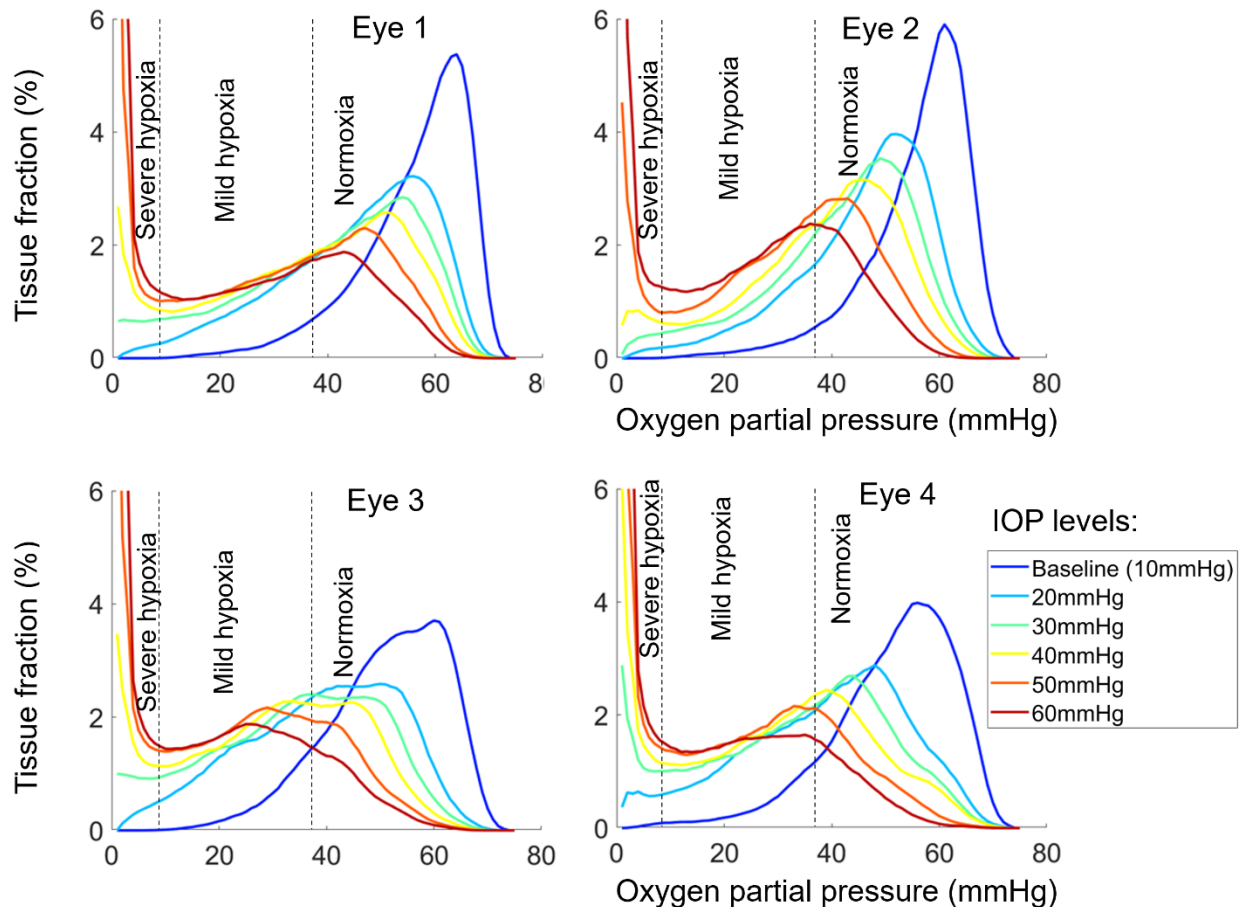 Eye 1
Tissue fraction (%)
Severe hypoxia
Mild hypoxia
Normoxia
6
4
2
0
0
20
40
60
8
Eye 2
Severe hypoxia
Mild hypoxia
Normoxia
6
4
2
0
0
20
40
60
80
Oxygen partial pressure (mmHg)
Eye 3
Tissue fraction (%)
Severe hypoxia
Mild hypoxia
Normoxia
6
4
2
0
0
20
40
60
80
Eye 4
Severe hypoxia
Mild hypoxia
Normoxia
6
4
2
0
0
20
40
60
80
Oxygen partial pressure (mmHg)
IOP levels:
Baseline (10mmHg)
20mmHg
30mmHg
40mmHg
50mmHg
60mmHg